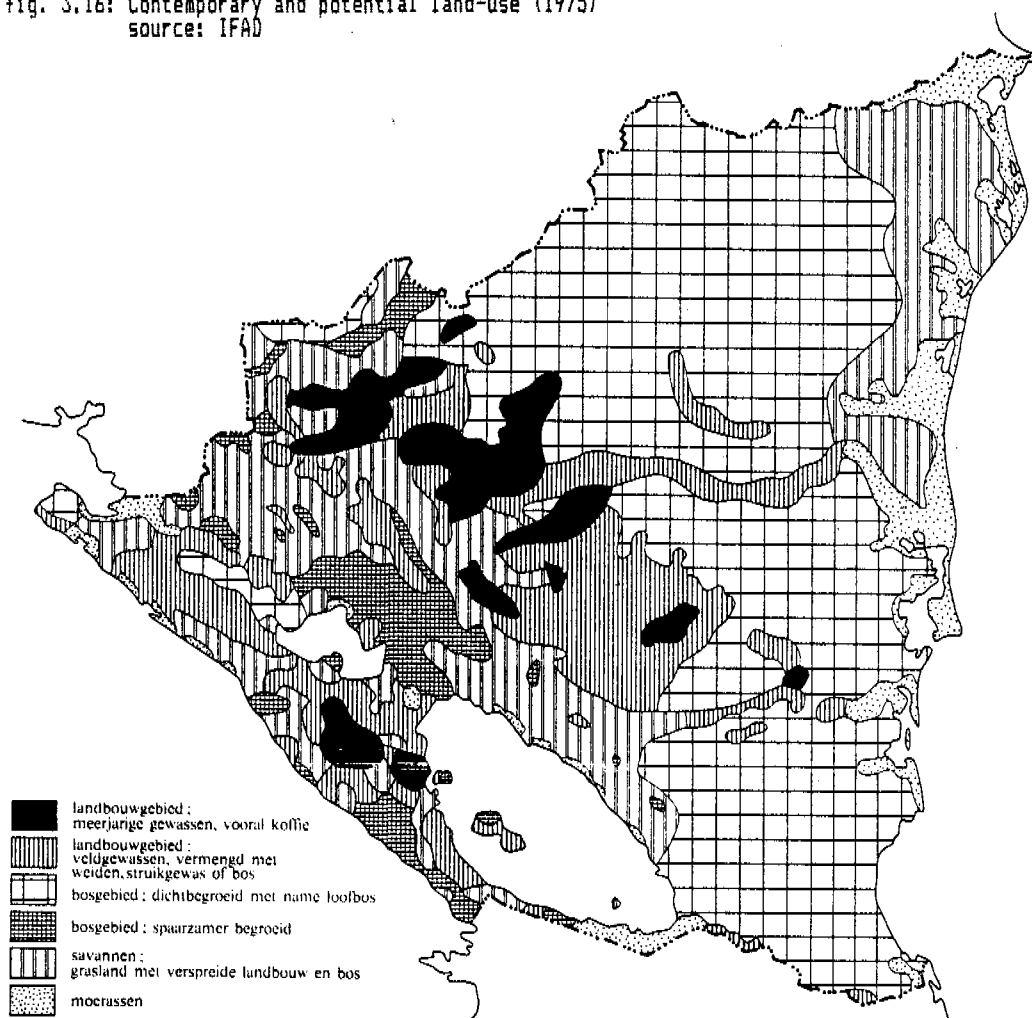 fig. 3.16: Contemporary and potential land-use (1975)
source: IFAD
landbouwgebied:
meerjarige gewassen, vooral koffie
landbouwgebied:
veldgewassen, vermengd met
weiden, struikgewas of bos
bosgebied: dichtbegroeid met name loofbos
bosgebied: spaarzamer begroeid
savannen:
grasland met verspreide landbouw en bos
moerassen